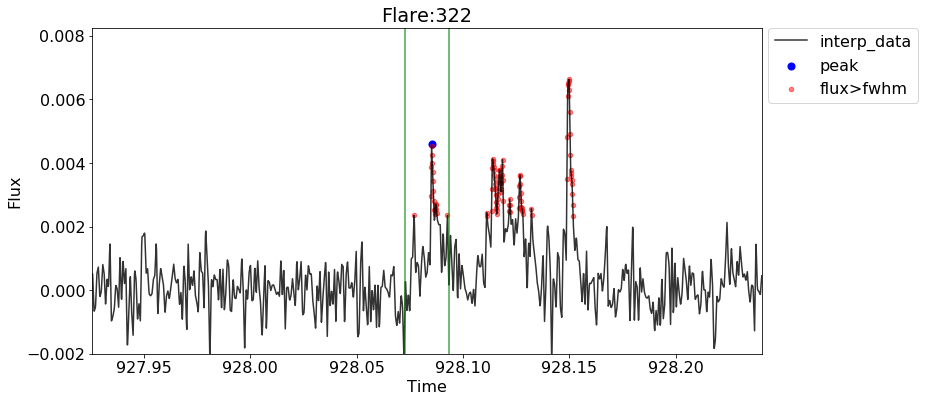 Flare:322
0.008
0.006
0.004
0.002
0.000
−0.002
Flux
927.95 928.00 928.05 928.10 928.15 928.20
Time
interp_data
peak
flux>fwhm